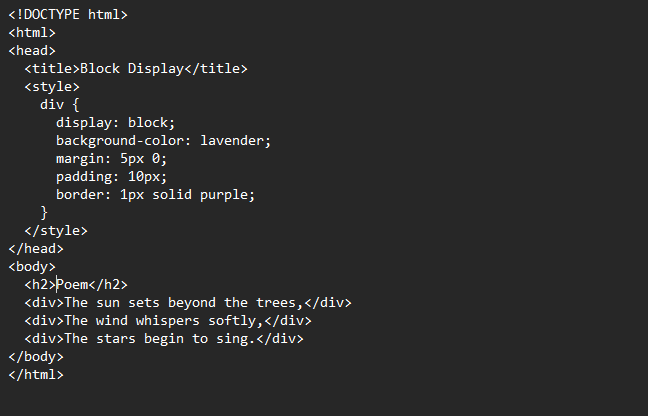 <!DOCTYPE html>
<html>
<head>
  <title>Block Display</title>
  <style>
    div {
      display: block;
      background-color: lavender;
      margin: 5px 0;
      padding: 10px;
      border: 1px solid purple;
    }
  </style>
</head>
<body>
  <h2>Poem</h2>
  <div>The sun sets beyond the trees,</div>
  <div>The wind whispers softly,</div>
  <div>The stars begin to sing.</div>
</body>
</html>